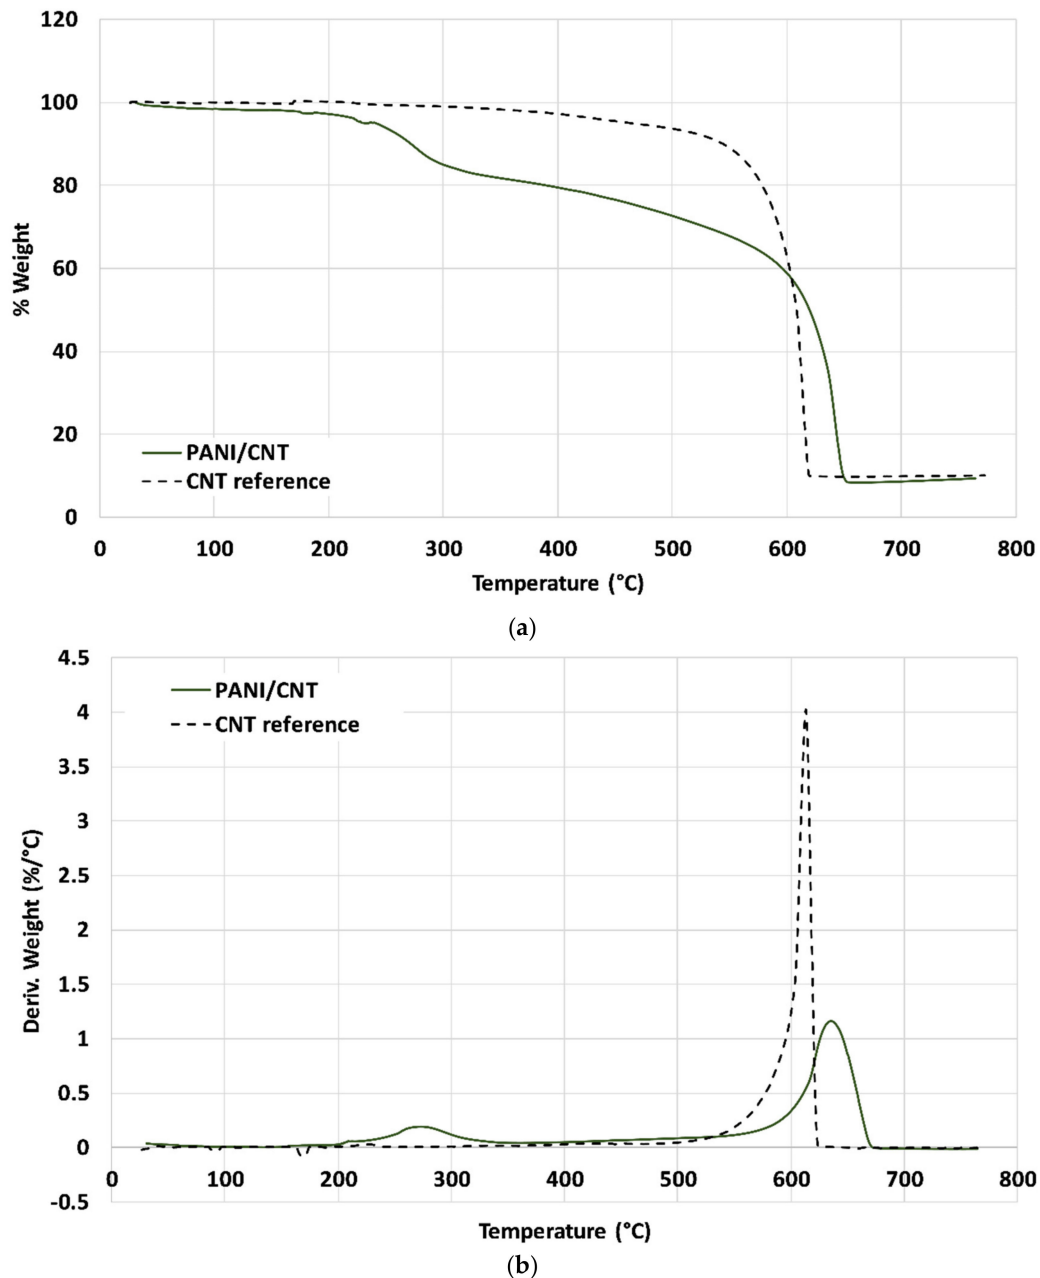 120
100
80
60
40
20
0
% Weight
PANI/CNT
CNT reference
0 100 200 300 400 500 600 700 800
Temperature (°C)
(a)
4.5
4
3.5
3
2.5
2
1.5
1
0.5
0
-0.5
Deriv. Weight (%/°C)
PANI/CNT
CNT reference
0 100 200 300 400 500 600 700 800
Temperature (°C)
(b)